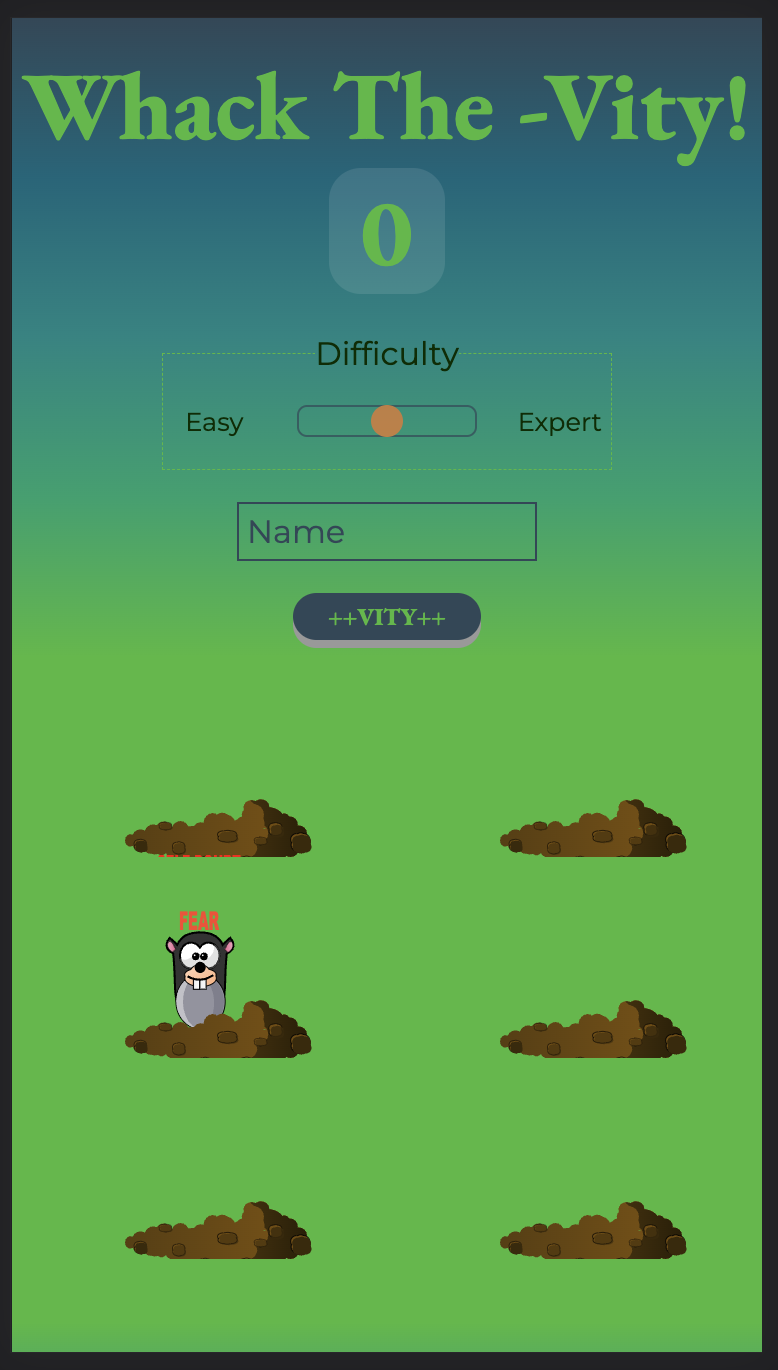 Whack The -Vity!
0
Difficulty
Easy Expert
Name
++VITY++
FEAR